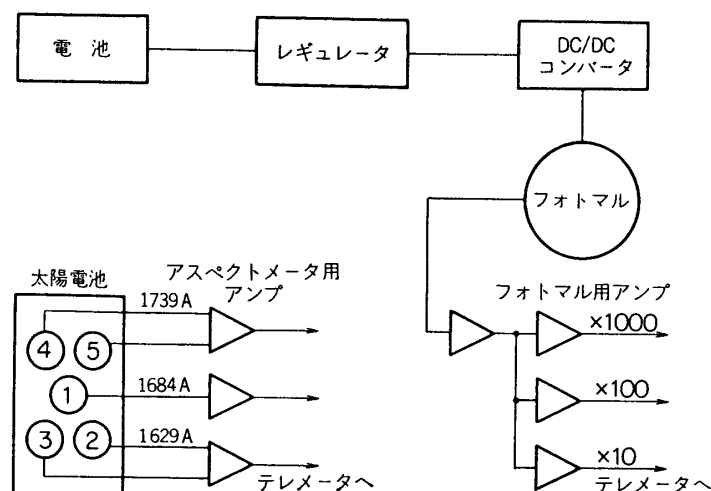 電 池
レギュレータ
DC/DC
コンバータ
フォトマル
太陽電池
アスペクトメータ用
アンプ
フォトマル用アンプ
1739A
×1000
④ ⑤
① 1684A
×100
③ ② 1629A
×10
テレメータへ
テレメータへ